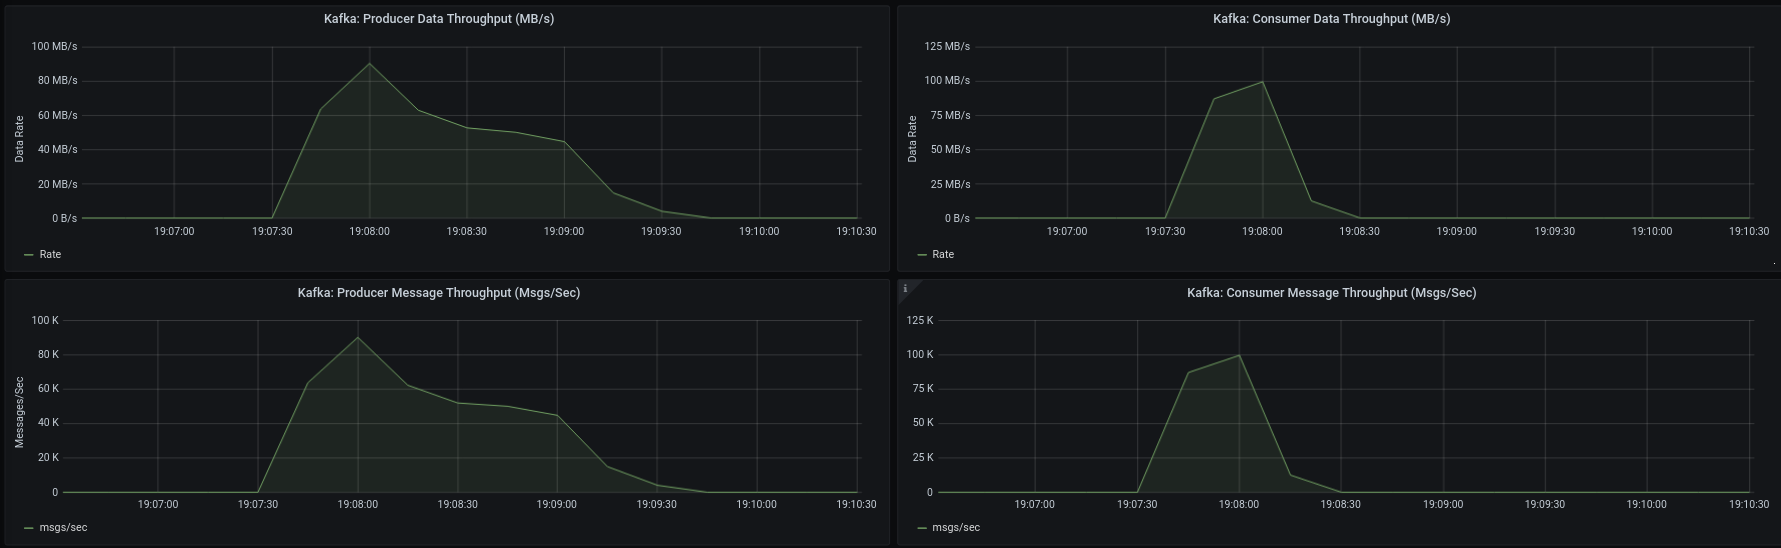 Kafka: Producer Data Throughput (MB/s)
100 MB/s
80 MB/s
60 MB/s
40 MB/s
20 MB/s
0 B/s
Data Rate
19:07:00 19:07:30 19:08:00 19:08:30 19:09:00 19:09:30 19:10:00 19:10:30
Rate
Kafka: Consumer Data Throughput (MB/s)
125 MB/s
100 MB/s
75 MB/s
50 MB/s
25 MB/s
0 B/s
Data Rate
19:07:00 19:07:30 19:08:00 19:08:30 19:09:00 19:09:30 19:10:00 19:10:30
Rate
Kafka: Producer Message Throughput (Msgs/Sec)
100 K
80 K
60 K
40 K
20 K
0
Messages/Sec
19:07:00 19:07:30 19:08:00 19:08:30 19:09:00 19:09:30 19:10:00 19:10:30
msgs/sec
i
Kafka: Consumer Message Throughput (Msgs/Sec)
125 K
100 K
75 K
50 K
25 K
0
19:07:00 19:07:30 19:08:00 19:08:30 19:09:00 19:09:30 19:10:00 19:10:30
msgs/sec